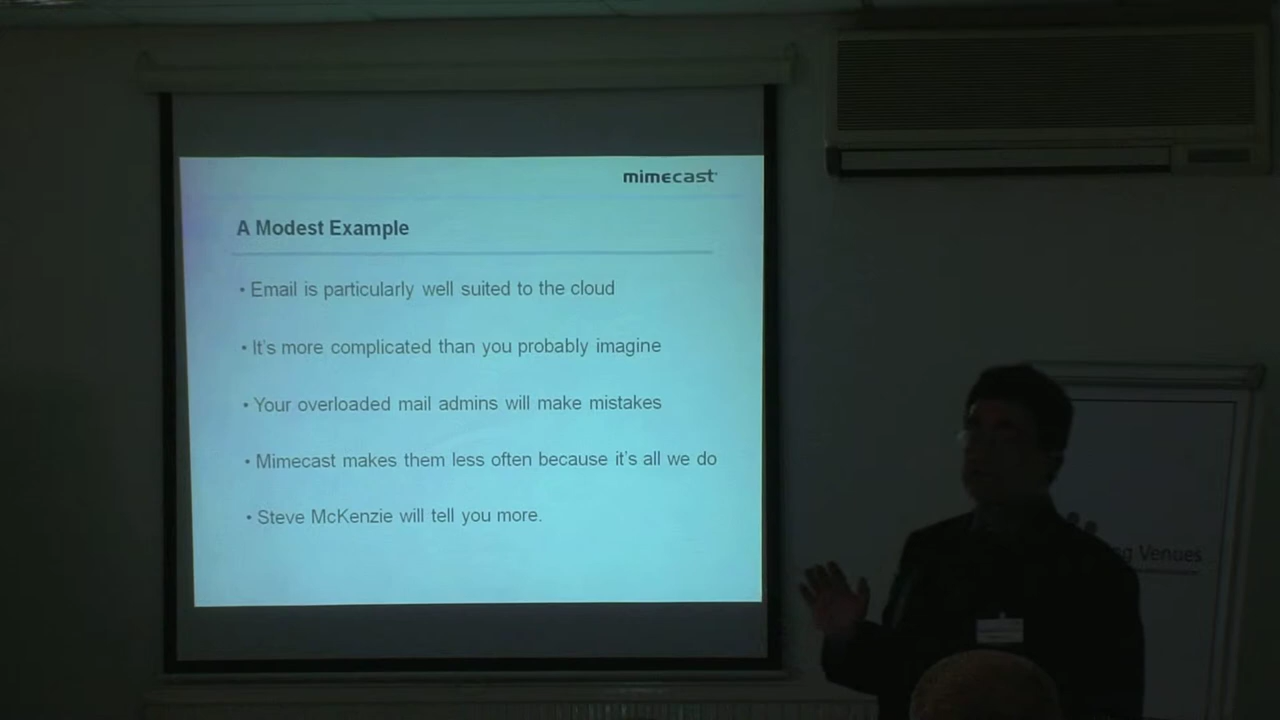 mimecast
A Modest Example
• Email is particularly well suited to the cloud
• It's more complicated than you probably imagine
• Your overloaded mail admins will make mistakes
• Mimecast makes them less often because it's all we do
• Steve McKenzie will tell you more.
Venues